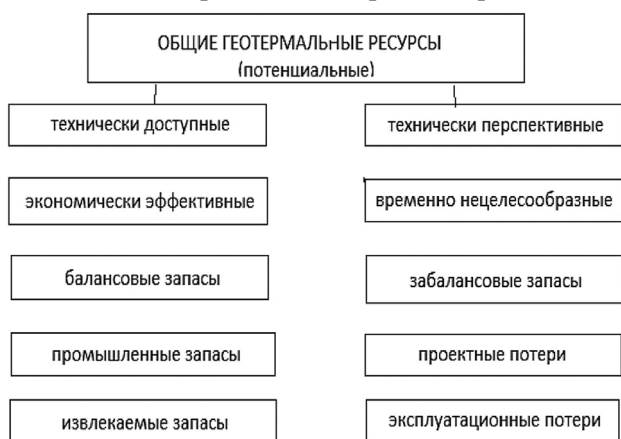 ОБЩИЕ ГЕОТЕРМАЛЬНЫЕ РЕСУРСЫ
(потенциальные)
технически доступные
технически перспективные
экономически эффективные
временно нецелесообразные
балансовые запасы
забалансовые запасы
промышленные запасы
проектные потери
извлекаемые запасы
эксплуатационные потери